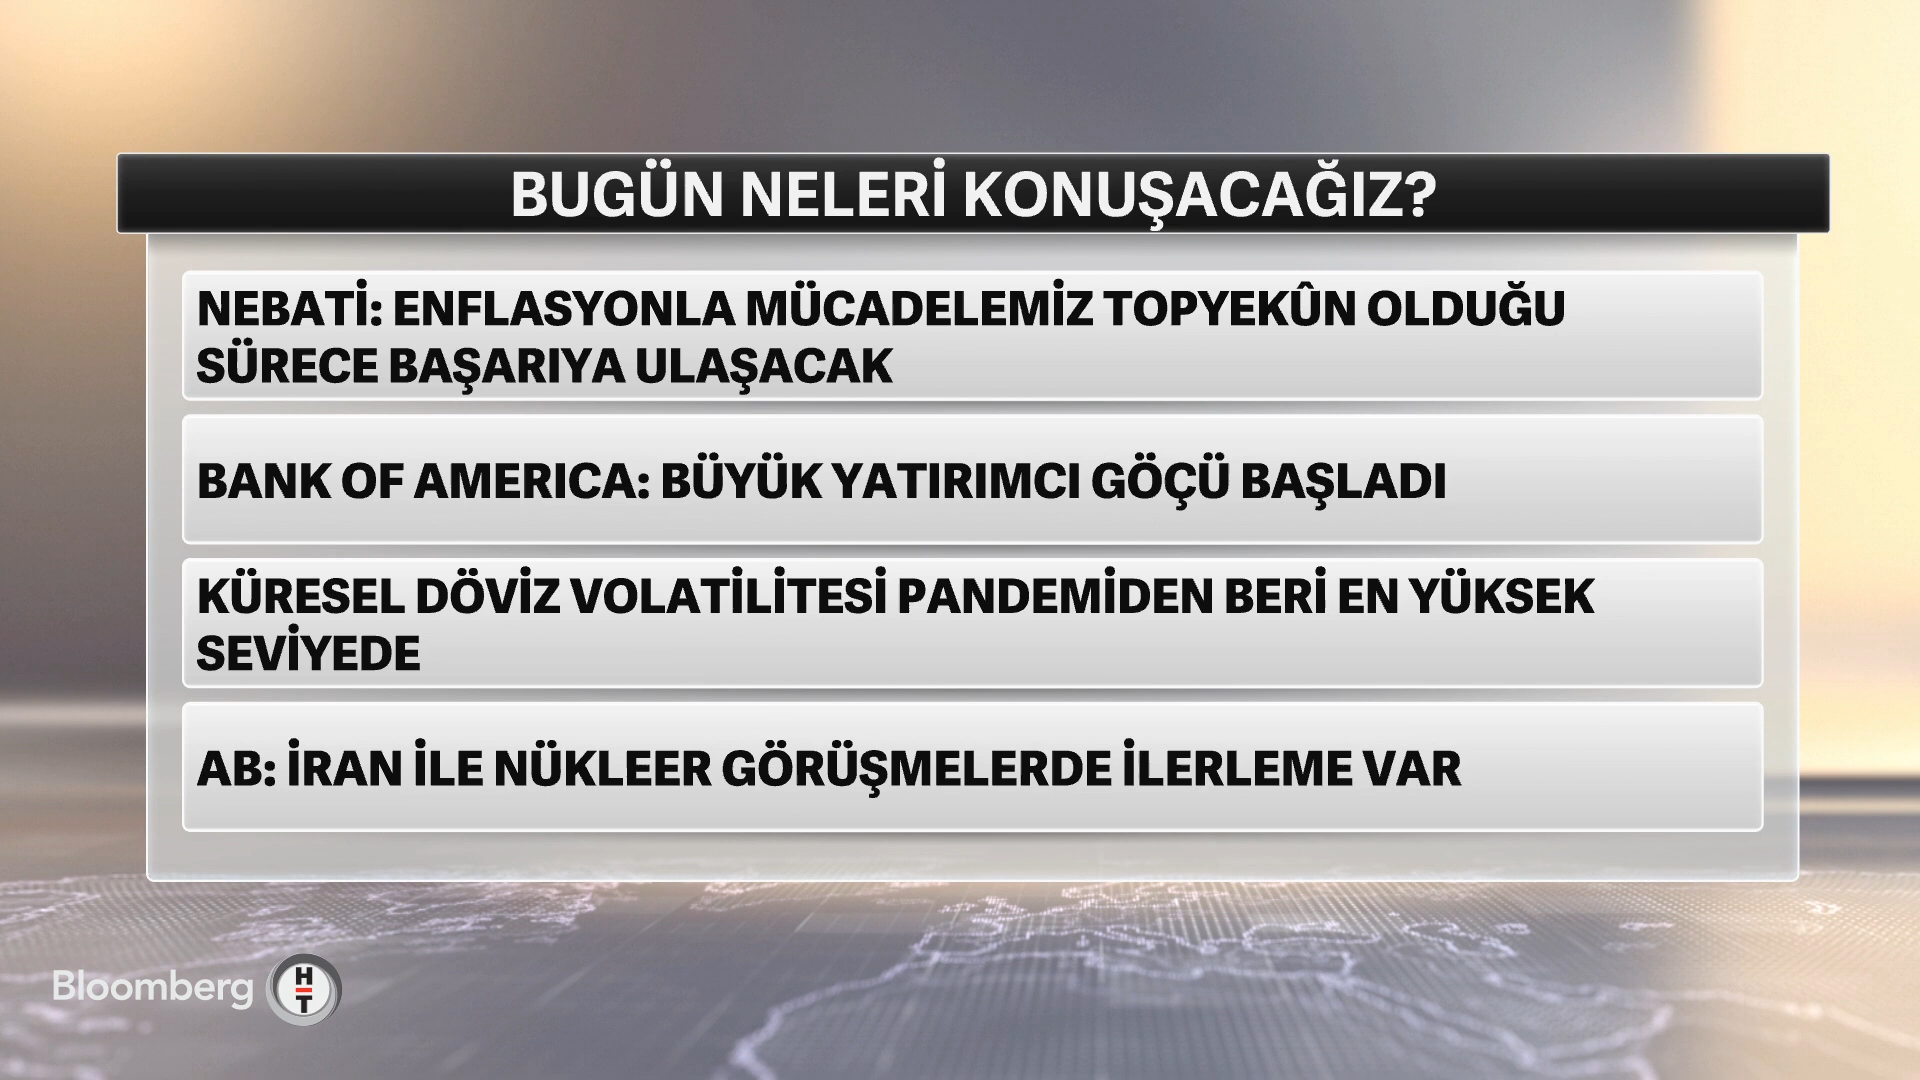 BUGÜN NELERİ KONUŞACAĞIZ?
NEBATİ: ENFLASYONLA MÜCADELEMİZ TOPYEKÛN OLDUĞU
SÜRECE BAŞARIYA ULAŞACAK
BANK OF AMERICA: BÜYÜK YATIRIMCI GÖÇÜ BAŞLADI
KÜRESEL DÖVİZ VOLATİLİTESİ PANDEMİDEN BERİ EN YÜKSEK
SEVİYEDE
AB: İRAN İLE NÜKLEER GÖRÜŞMELERDE İLERLEME VAR
Bloomberg HT